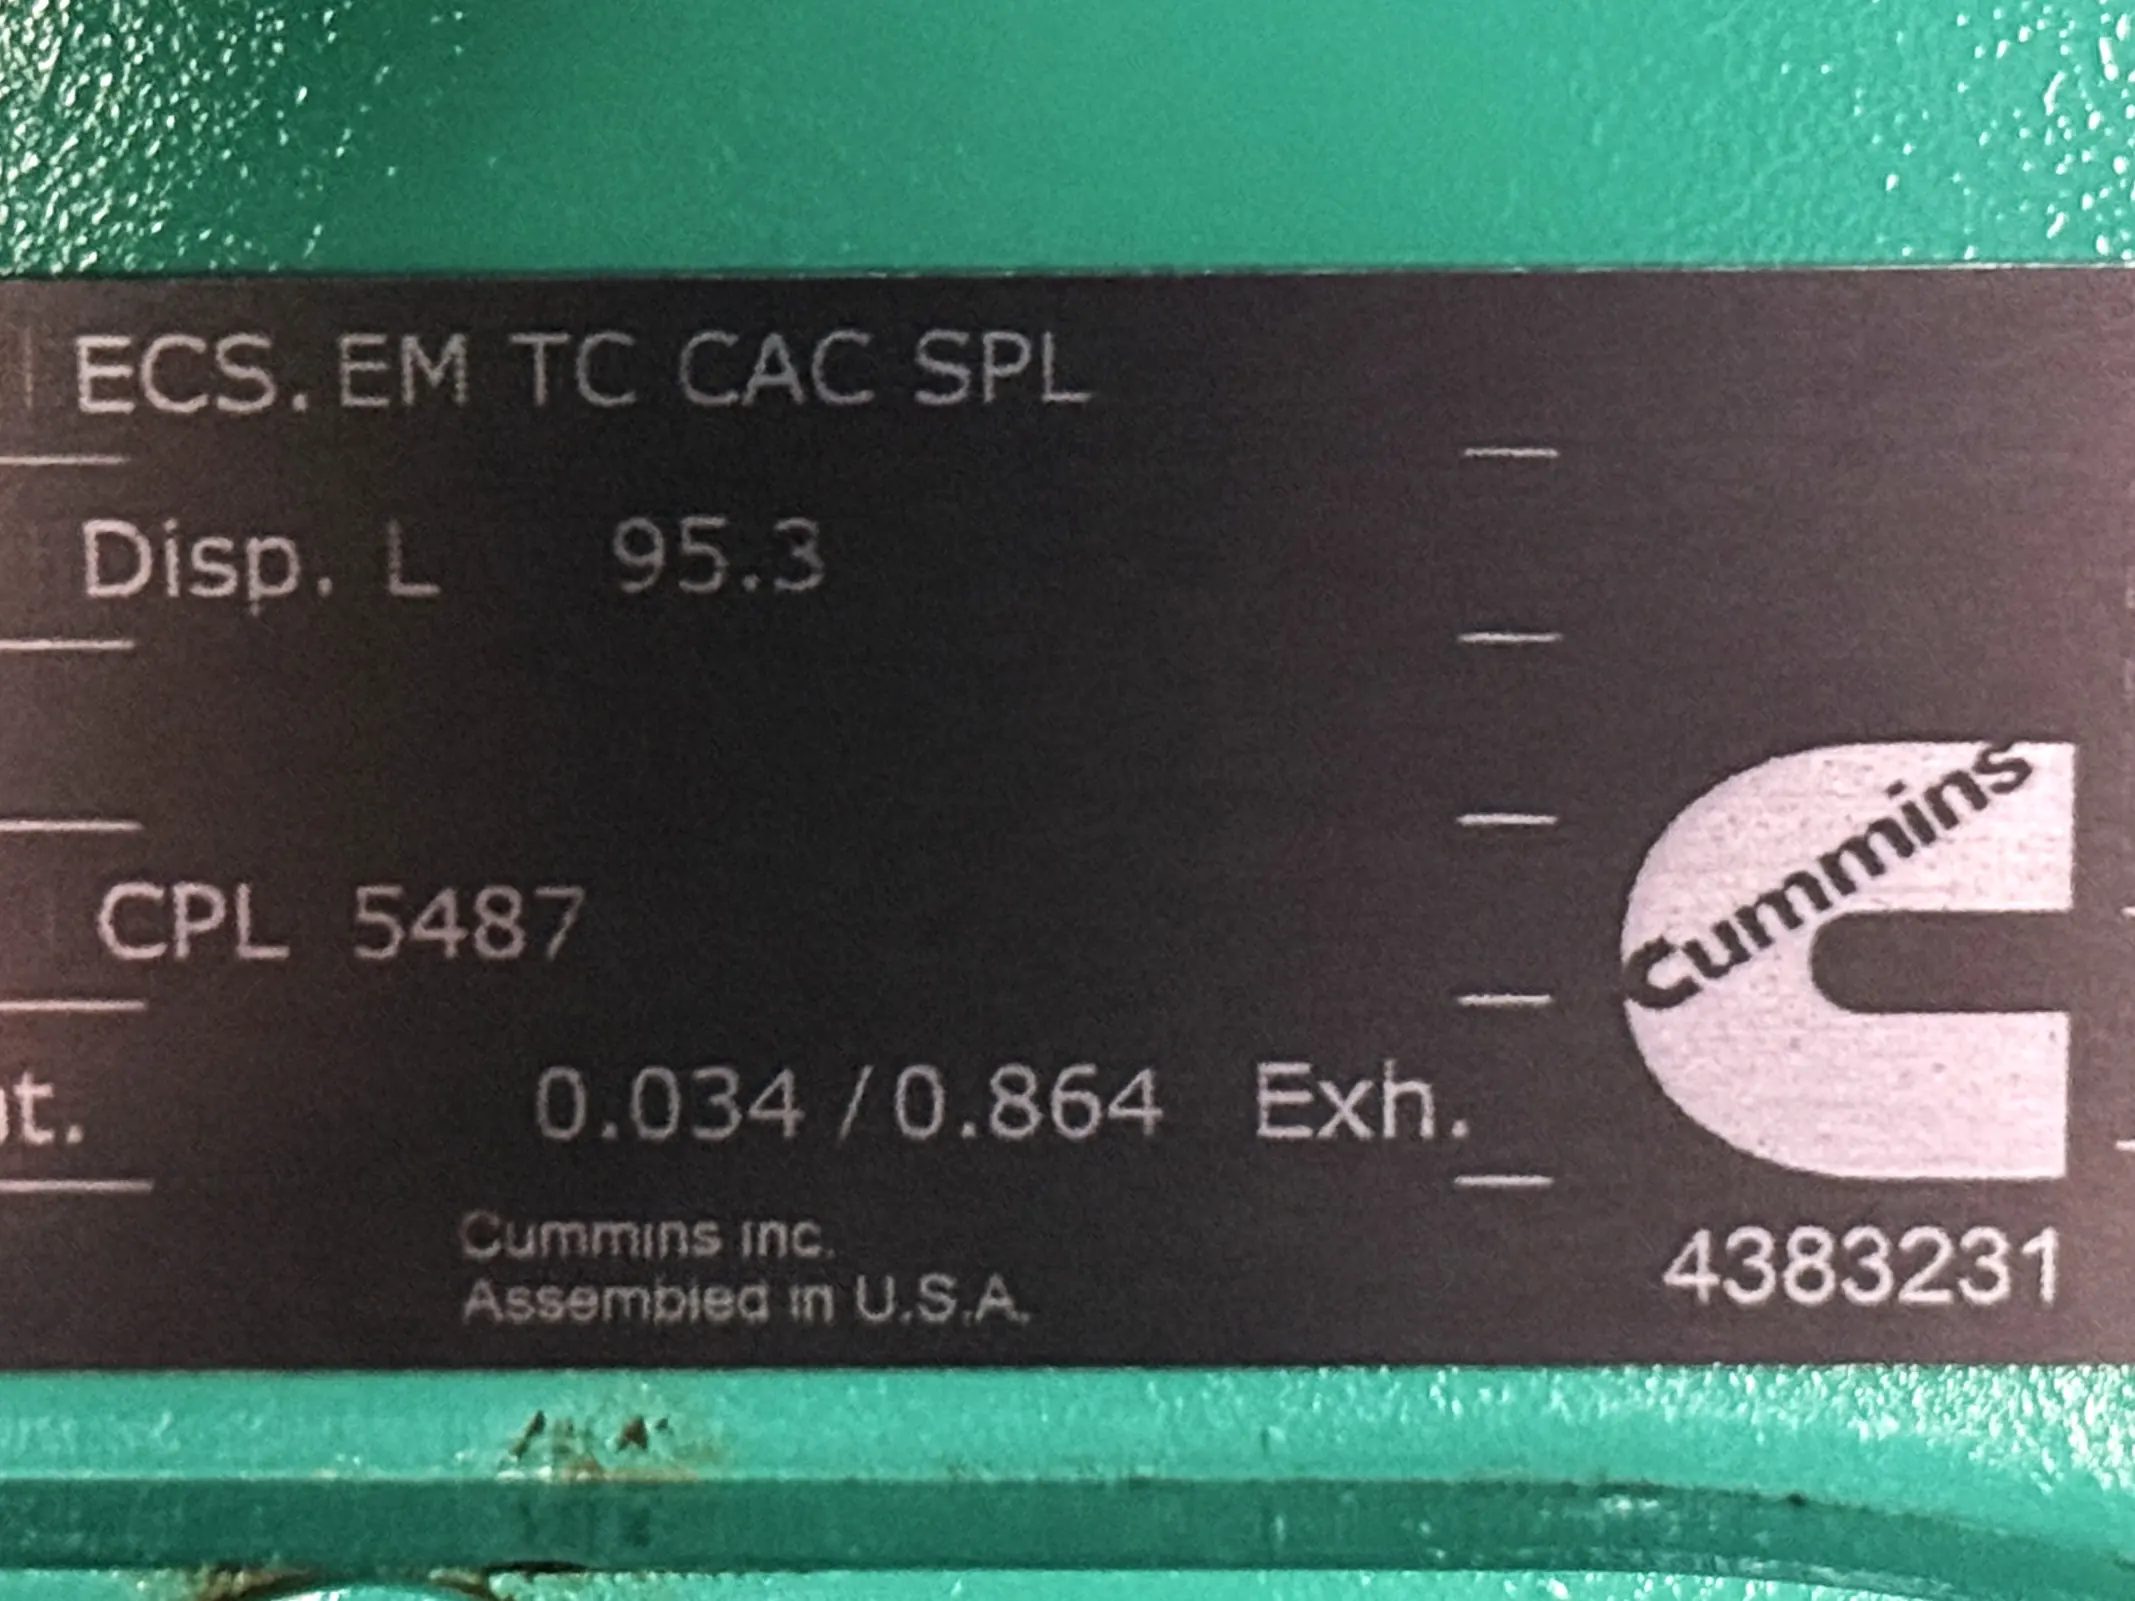 ECS. EM TC CAC SPL
Disp. L 95.3
CPL 5487
0.034 / 0.864 Exh.
Cummins Inc.
Assembled in U.S.A.
Cummins
4383231